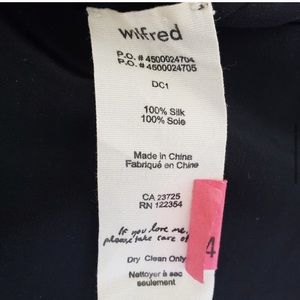 wilfred
P.O. # 4500024704
P.O. # 4500024705
DC1
100% Silk
100% Soie
Made in China
Fabriqué en Chine
CA 23725
RN 122354
If you love me,
please take care of
4
Dry Clean Only
Nettoyer à sec
seulement